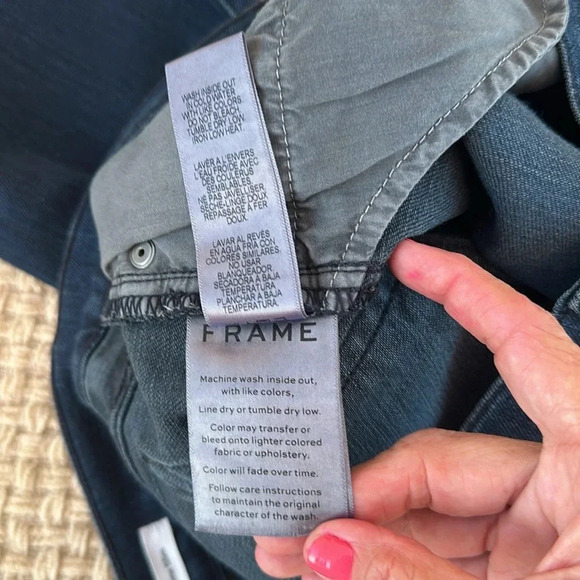 WASH INSIDE OUT
IN COLD WATER
WITH LIKE COLORS
DO NOT BLEACH
TUMBLE DRY LOW
IRON LOW HEAT
LAVER À L'ENVERS
L'EAU FROIDE AVEC
DES COULEURS
SEMBLABLES.
NE PAS JAVELLISER.
SÈCHE-LINGE DOUX
REPASSAGE À FER
DOUX.
LAVAR AL REVÉS
EN AQUA FRÍA CON
COLORES SIMILARES.
NO USAR
BLANQUEADOR
SECADORA A BAJA
TEMPERATURA
PLANCHAR A BAJA
TEMPERATURA
FRAME
Machine wash inside out,
with like colors,
Line dry or tumble dry low.
Color may transfer or
bleed onto lighter colored
fabric or upholstery.
Color will fade over time.
Follow care instructions
to maintain the original
character of the wash.